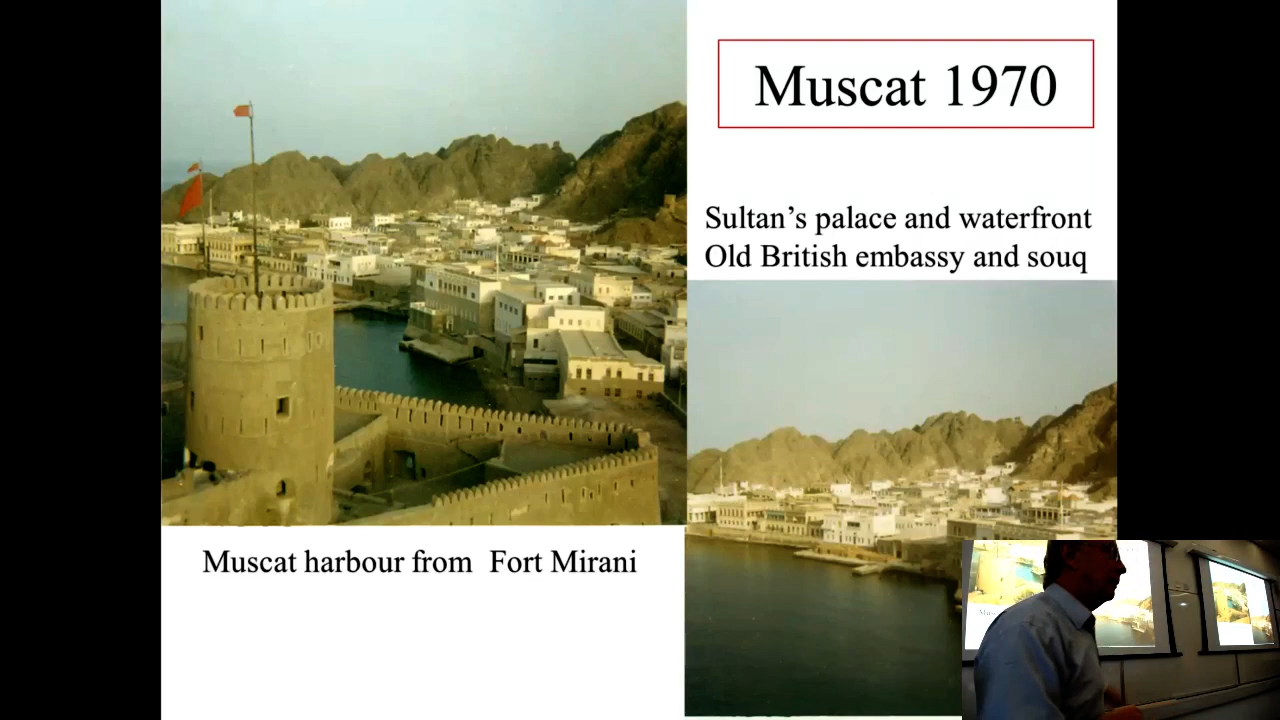 Muscat 1970
Sultan’s palace and waterfront
Old British embassy and souq
Muscat harbour from Fort Mirani